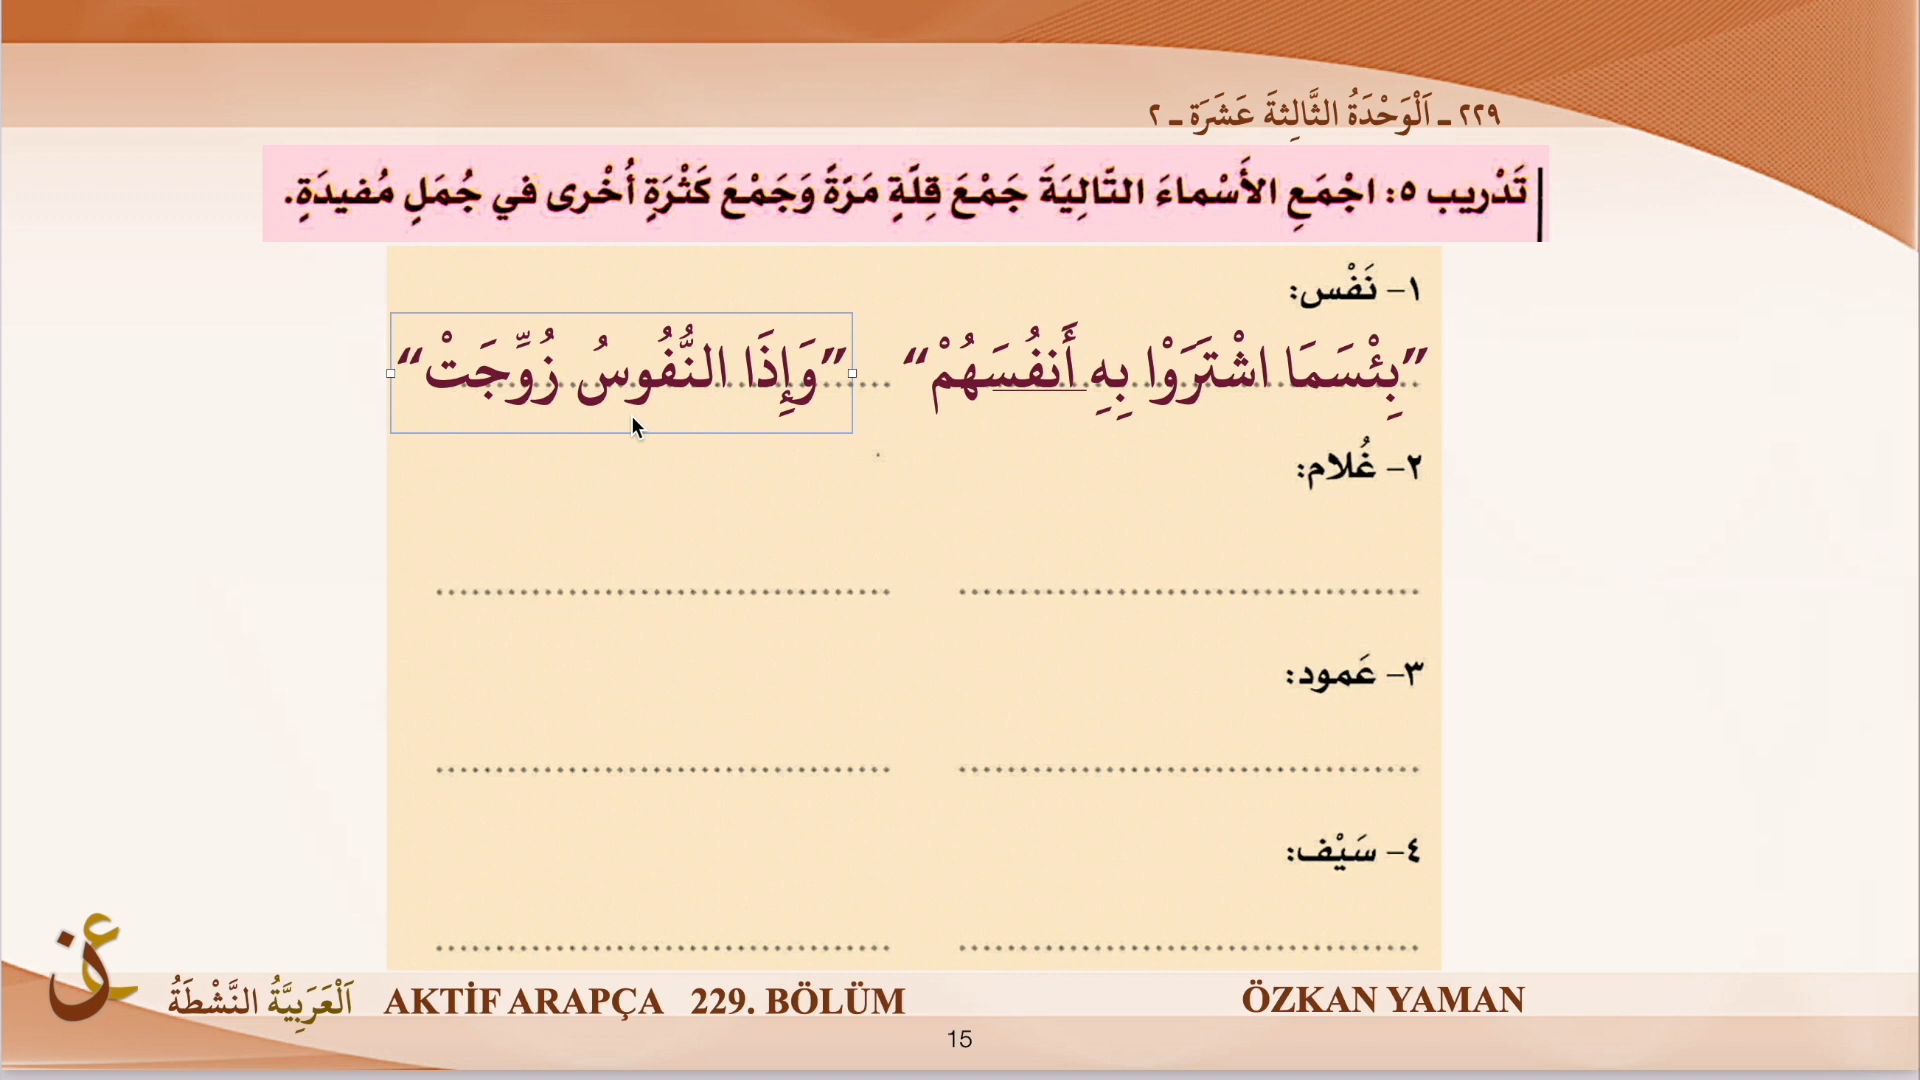 ٢٢٩ ـ اَلْوَحْدَةُ الثَّالِثَةَ عَشَرَة ـ ٢
تَدْريب ٥: اجْمَعِ الأَسْماءَ التّالِيَةَ جَمْعَ قِلَّةٍ مَرَّةً وَجَمْعَ كَثْرَةٍ أُخْرى في جُمَلٍ مُفيدَةٍ.
١– نَفْس:
”بِئْسَمَا اشْتَرَوْا بِهِ أَنفُسَهُمْ“ ”وَإِذَا النُّفُوسُ زُوِّجَتْ“
٢– غُلام:
٣– عَمود:
٤– سَيْف:
اَلْعَرَبِيَّةُ النَّشْطَةُ AKTİF ARAPÇA 229. BÖLÜM ÖZKAN YAMAN
15